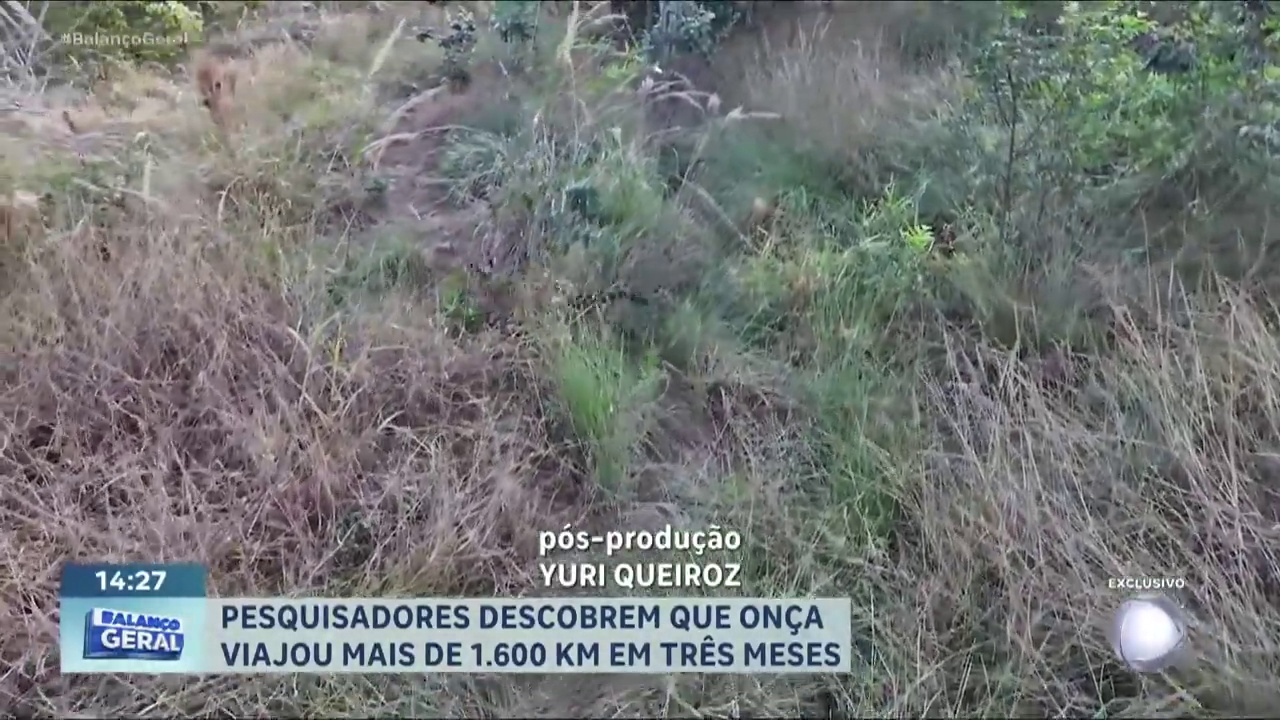 #BalançoGeral
pós-produção
YURI QUEIROZ
14:27
EXCLUSIVO
BALANÇO
GERAL
PESQUISADORES DESCOBREM QUE ONÇA
VIAJOU MAIS DE 1.600 KM EM TRÊS MESES